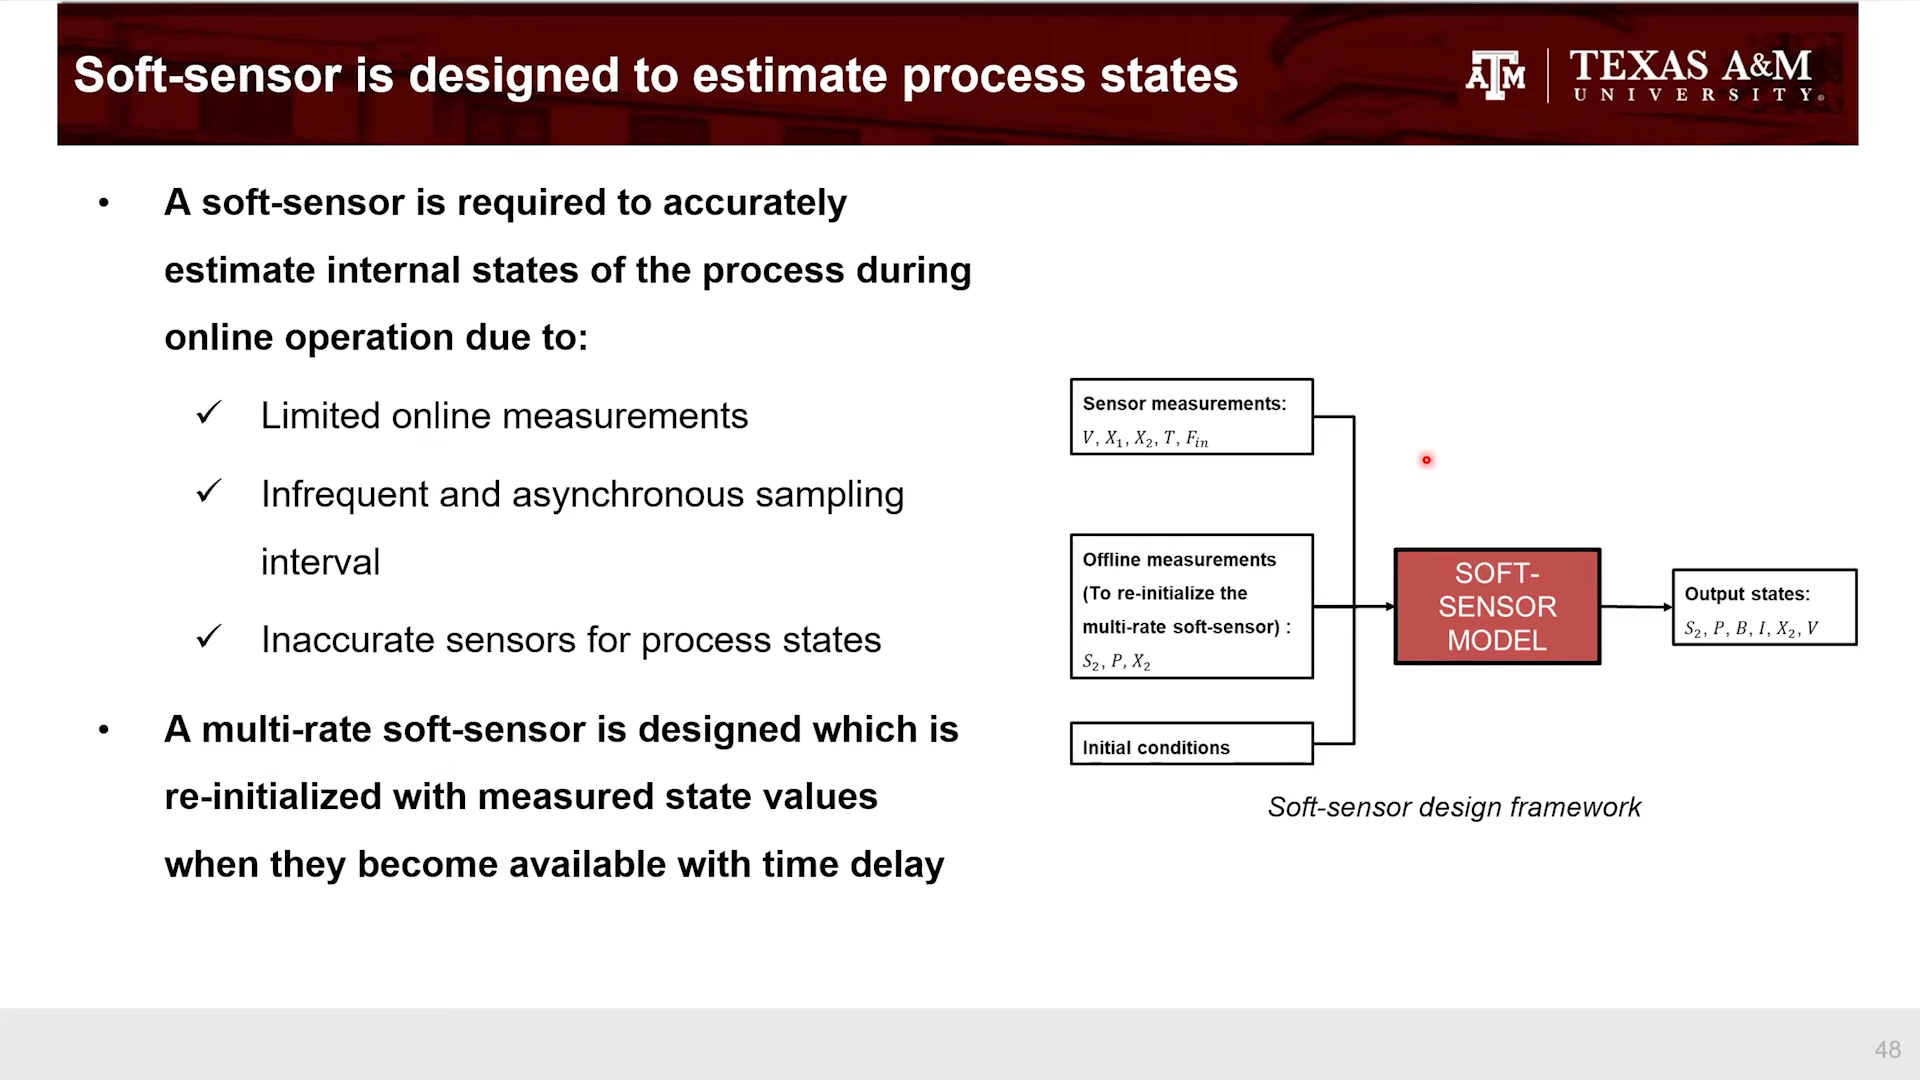 Soft-sensor is designed to estimate process states
TEXAS A&M
UNIVERSITY®
• A soft-sensor is required to accurately
estimate internal states of the process during
online operation due to:
✓ Limited online measurements
✓ Infrequent and asynchronous sampling
interval
✓ Inaccurate sensors for process states
• A multi-rate soft-sensor is designed which is
re-initialized with measured state values
when they become available with time delay
Sensor measurements:
V, X₁, X₂, T, Fᵢₙ
Offline measurements
(To re-initialize the
multi-rate soft-sensor) :
S₂, P, X₂
Initial conditions
SOFT-
SENSOR
MODEL
Output states:
S₂, P, B, I, X₂, V
Soft-sensor design framework
48